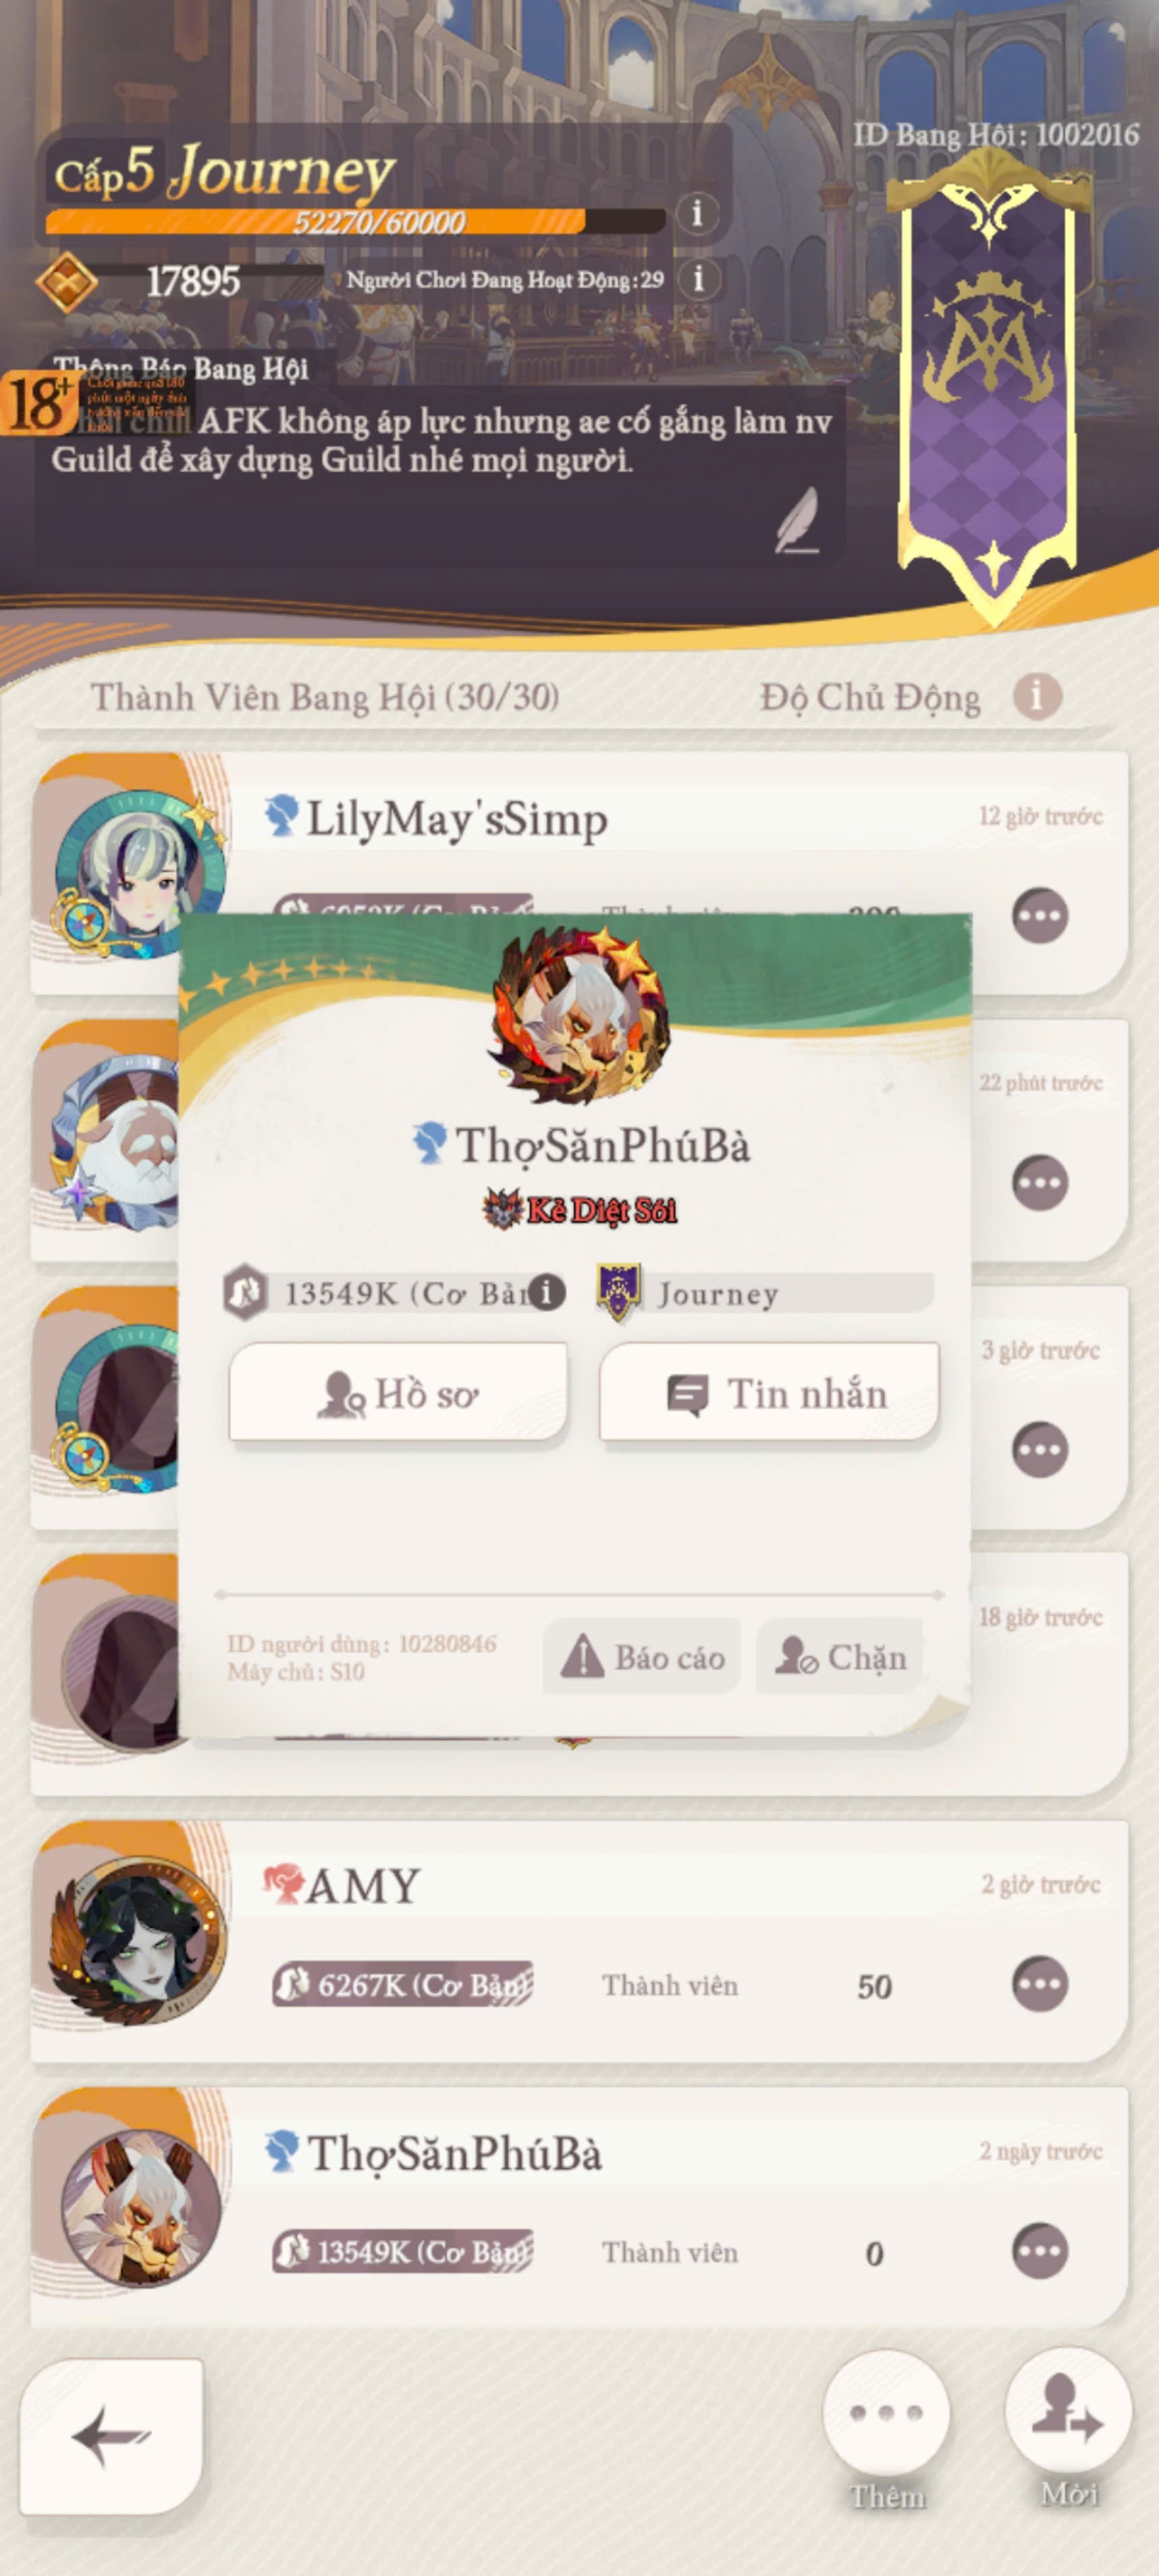 ID Bang Hội: 1002016
Cấp5 Journey
52270/60000
17895
Người Chơi Đang Hoạt Động:29
Thông Báo Bang Hội
18+
AFK không áp lực nhưng ae cố gắng làm nv
Guild để xây dựng Guild nhé mọi người.
Thành Viên Bang Hội (30/30)
Độ Chủ Động
LilyMay'sSimp
12 giờ trước
22 phút trước
3 giờ trước
18 giờ trước
ThợSănPhúBà
Kẻ Diệt Sói
13549K (Cơ Bản
Journey
Hồ sơ
Tin nhắn
ID người dùng: 10280846
Máy chủ: S10
Báo cáo
Chặn
AMY
2 giờ trước
6267K (Cơ Bản)
Thành viên
50
ThợSănPhúBà
2 ngày trước
13549K (Cơ Bản)
Thành viên
0
Thêm
Mời